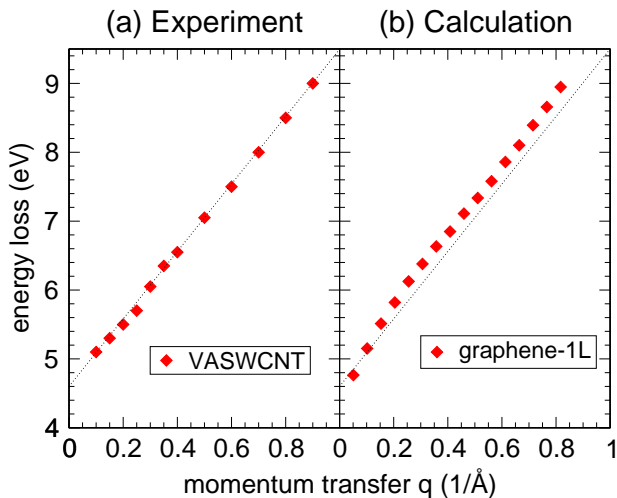 (a) Experiment
(b) Calculation
energy loss (eV)
9
8
7
6
5
4
VASWCNT
graphene-1L
0 0.2 0.4 0.6 0.8 0 0.2 0.4 0.6 0.8 1
momentum transfer q (1/Å)